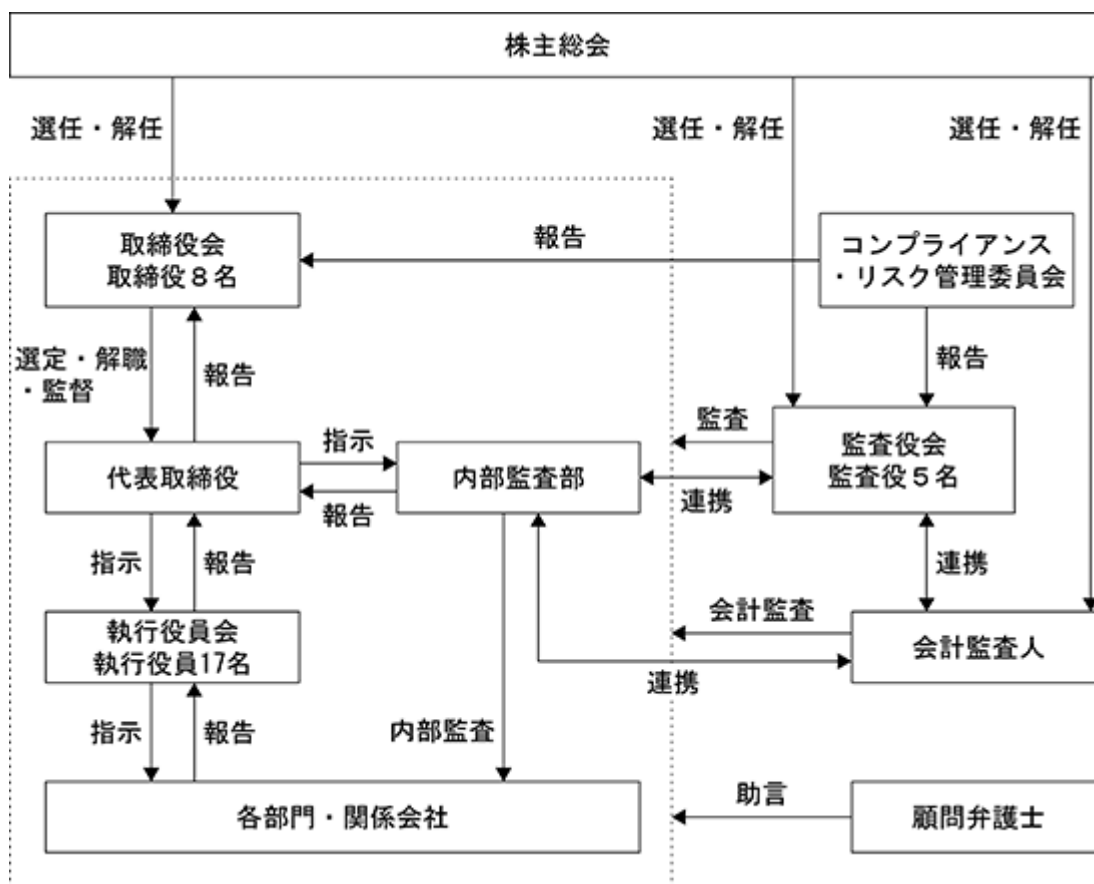 株主総会
選任・解任
選任・解任
選任・解任
取締役会
取締役８名
報告
コンプライアンス
・リスク管理委員会
選定・解職
・監督
報告
報告
監査
監査役会
監査役５名
代表取締役
指示
報告
内部監査部
連携
指示
報告
連携
執行役員会
執行役員17名
会計監査
連携
会計監査人
指示
報告
内部監査
各部門・関係会社
助言
顧問弁護士